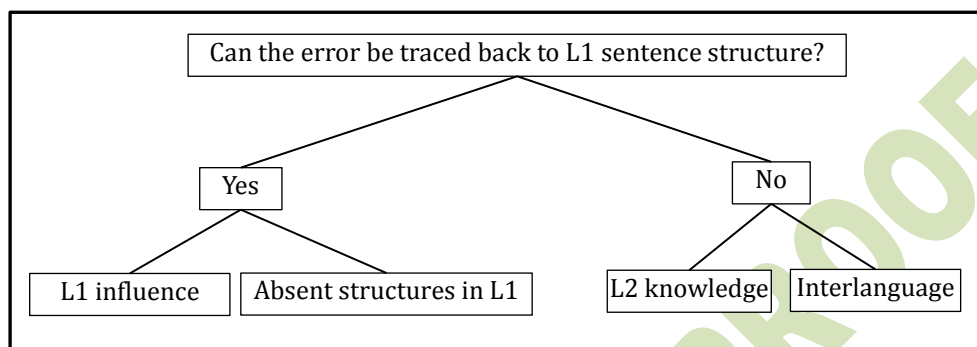 Can the error be traced back to L1 sentence structure?
Yes
No
L1 influence
Absent structures in L1
L2 knowledge
Interlanguage
PROOF